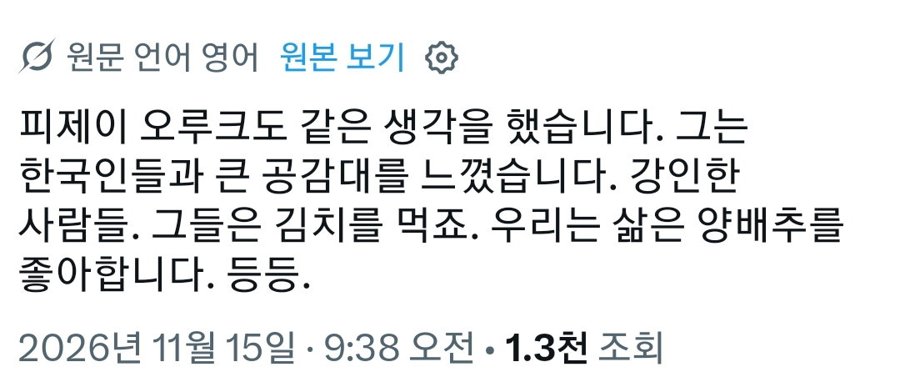 원문 언어 영어 원본 보기
피제이 오루크도 같은 생각을 했습니다. 그는
한국인들과 큰 공감대를 느꼈습니다. 강인한
사람들. 그들은 김치를 먹죠. 우리는 삶은 양배추를
좋아합니다. 등등.
2026년 11월 15일 · 9:38 오전 • 1.3천 조회